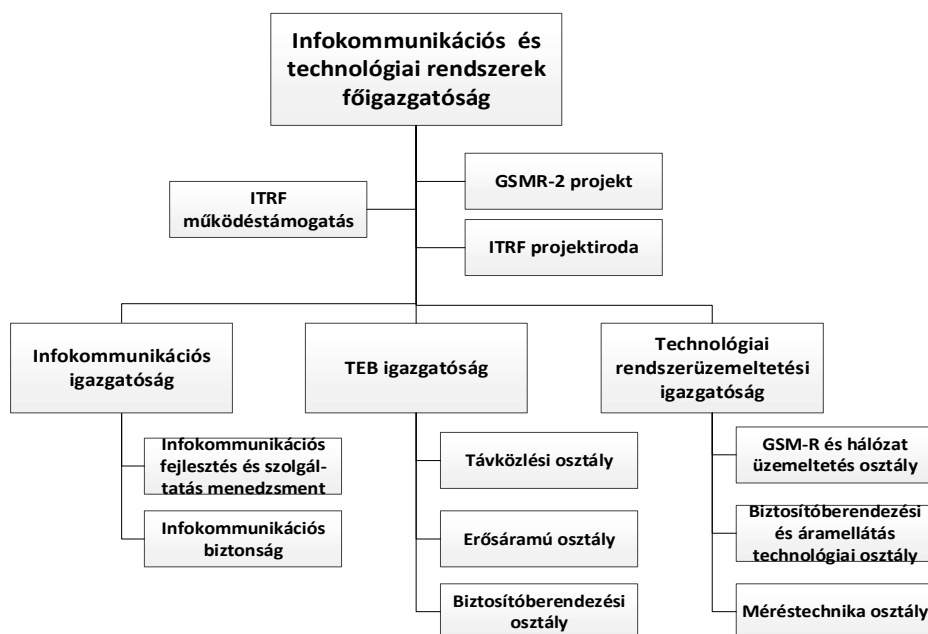 Infokommunikációs és
technológiai rendszerek
főigazgatóság
GSMR-2 projekt
ITRF
működéstámogatás
ITRF projektiroda
Infokommunikációs
igazgatóság
TEB igazgatóság
Technológiai
rendszerüzemeltetési
igazgatóság
Infokommunikációs
fejlesztés és szolgál-
tatás menedzsment
Infokommunikációs
biztonság
Távközlési osztály
Erősáramú osztály
Biztosítóberendezési
osztály
GSM-R és hálózat
üzemeltetés osztály
Biztosítóberendezési
és áramellátás
technológiai osztály
Méréstechnika osztály